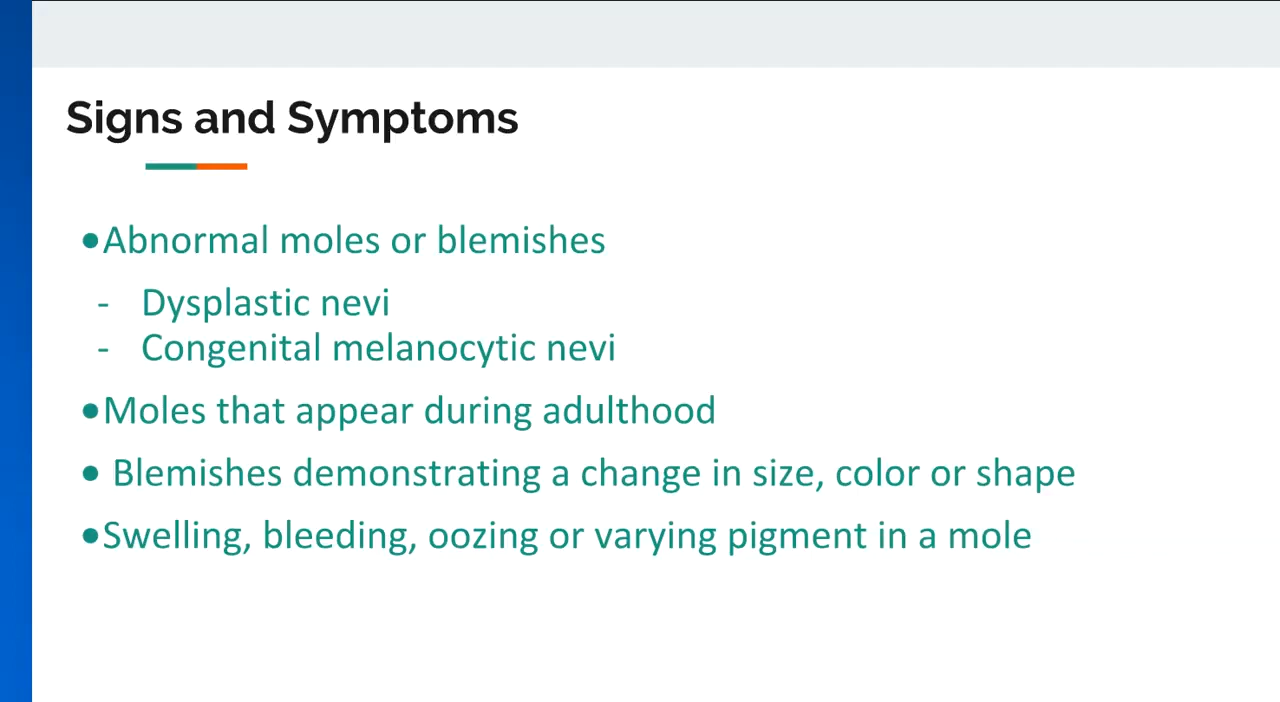 Signs and Symptoms
●Abnormal moles or blemishes
- Dysplastic nevi
- Congenital melanocytic nevi
●Moles that appear during adulthood
● Blemishes demonstrating a change in size, color or shape
●Swelling, bleeding, oozing or varying pigment in a mole